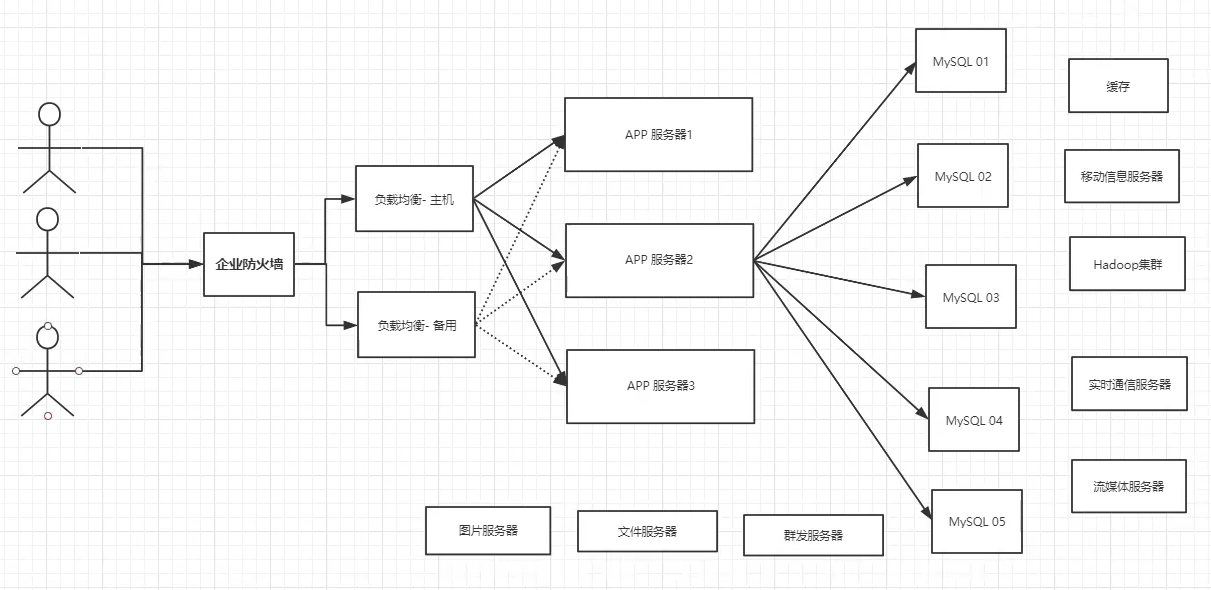 企业防火墙
负载均衡- 主机
负载均衡- 备用
APP 服务器1
APP 服务器2
APP 服务器3
MySQL 01
MySQL 02
MySQL 03
MySQL 04
MySQL 05
缓存
移动信息服务器
Hadoop集群
实时通信服务器
流媒体服务器
图片服务器
文件服务器
群发服务器